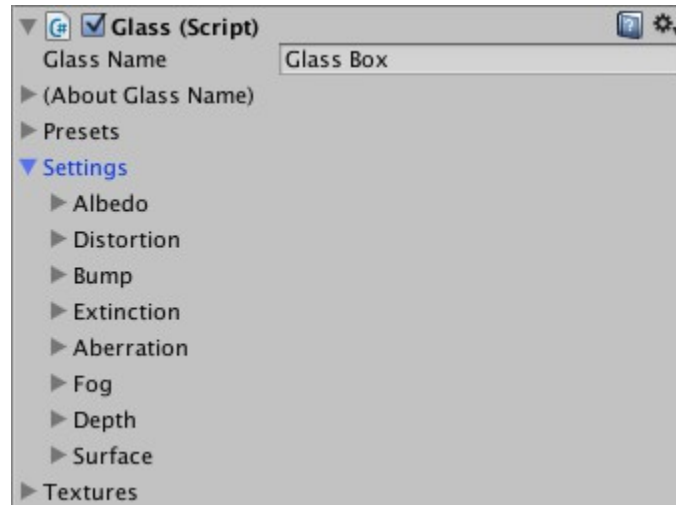 Glass (Script)
Glass Name Glass Box
(About Glass Name)
Presets
Settings
Albedo
Distortion
Bump
Extinction
Aberration
Fog
Depth
Surface
Textures